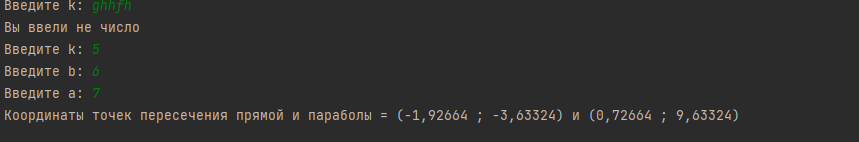 Введите k: ghhfh
Вы ввели не число
Введите k: 5
Введите b: 6
Введите a: 7
Координаты точек пересечения прямой и параболы = (-1,92664 ; -3,63324) и (0,72664 ; 9,63324)